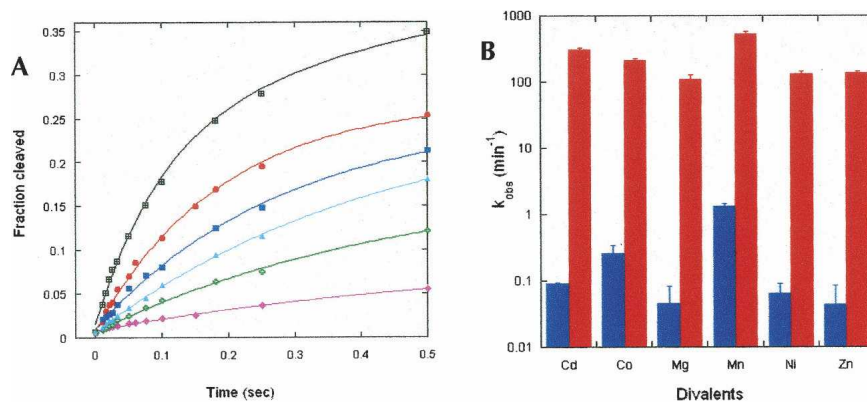 A
Fraction cleaved
0.35
0.3
0.25
0.2
0.15
0.1
0.05
0
0 0.1 0.2 0.3 0.4 0.5
Time (sec)
B
k_obs (min⁻¹)
1000
100
10
1
0.1
0.01
Cd Co Mg Mn Ni Zn
Divalents